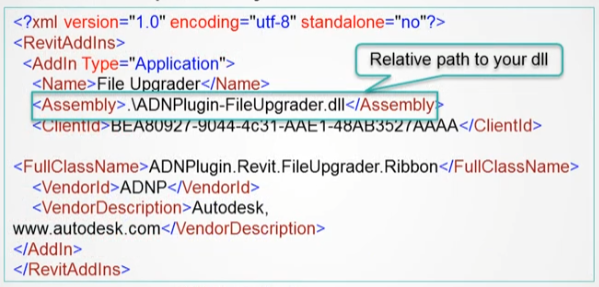 <?xml version="1.0" encoding="utf-8" standalone="no"?>
<RevitAddIns>
<AddIn Type="Application">
Relative path to your dll
<Name>File Upgrader</Name>
<Assembly>.\ADNPlugin-FileUpgrader.dll</Assembly>
<ClientId>BEA80927-9044-4c31-AAE1-48AB3527AAAA</ClientId>
<FullClassName>ADNPlugin.Revit.FileUpgrader.Ribbon</FullClassName>
<VendorId>ADNP</VendorId>
<VendorDescription>Autodesk,
www.autodesk.com</VendorDescription>
</AddIn>
</RevitAddIns>